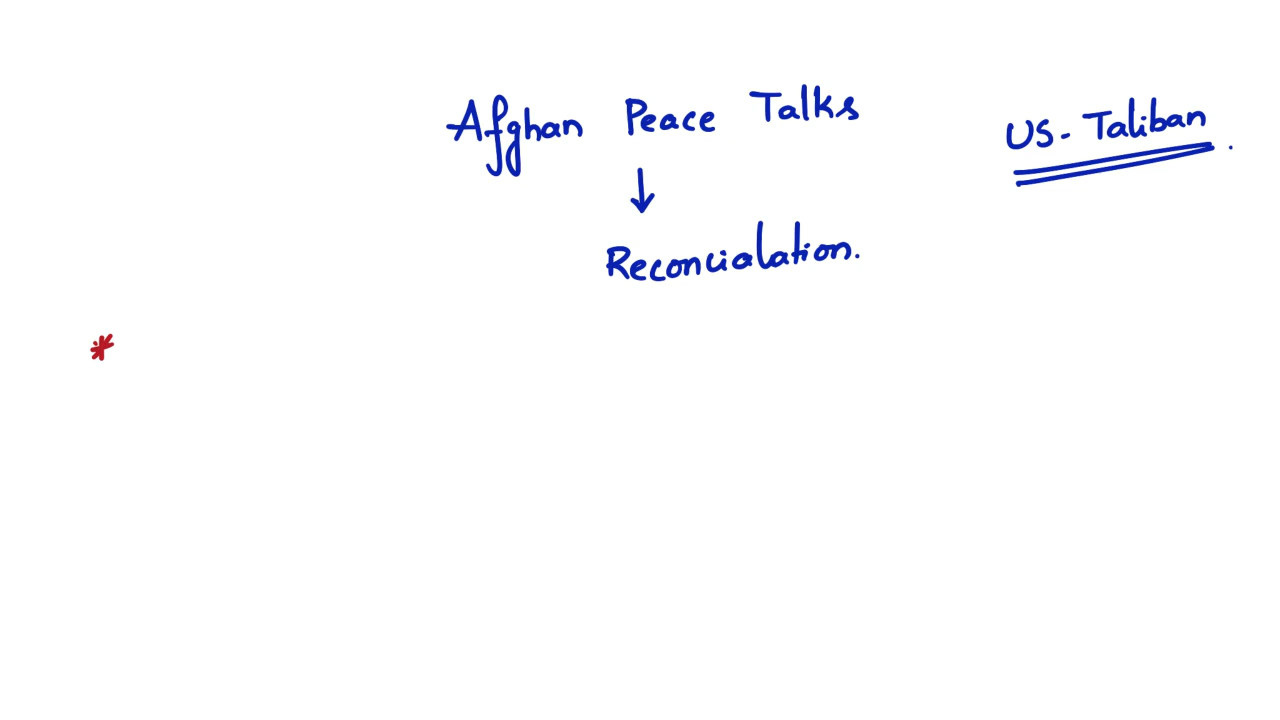 Afghan Peace Talks
US - Taliban.
↓
Reconcialation.
*